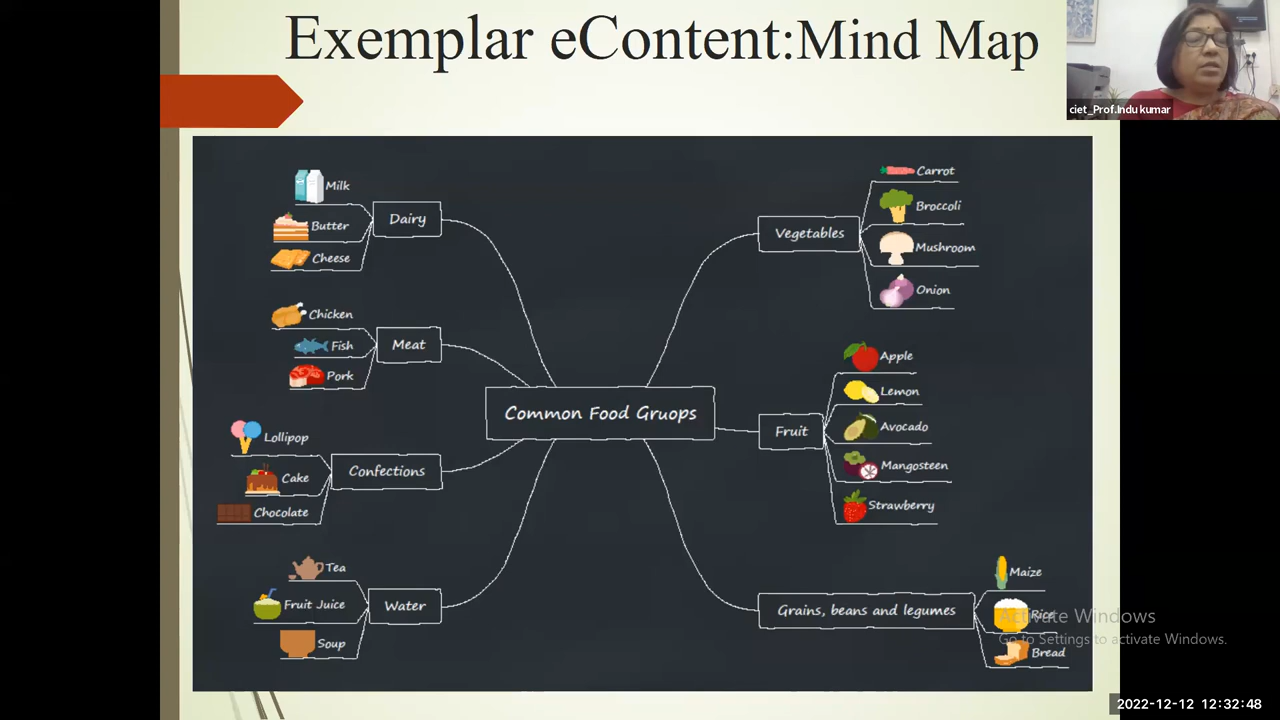 Exemplar eContent:Mind Map
ciet_Prof.Indu kumar
Milk
Butter
Cheese
Dairy
Chicken
Fish
Pork
Meat
Lollipop
Cake
Chocolate
Confections
Tea
Fruit Juice
Soup
Water
Common Food Gruops
Vegetables
Carrot
Broccoli
Mushroom
Onion
Fruit
Apple
Lemon
Avocado
Mangosteen
Strawberry
Grains, beans and legumes
Maize
Rice
Bread
Activate Windows
Go to Settings to activate Windows.
2022-12-12 12:32:48